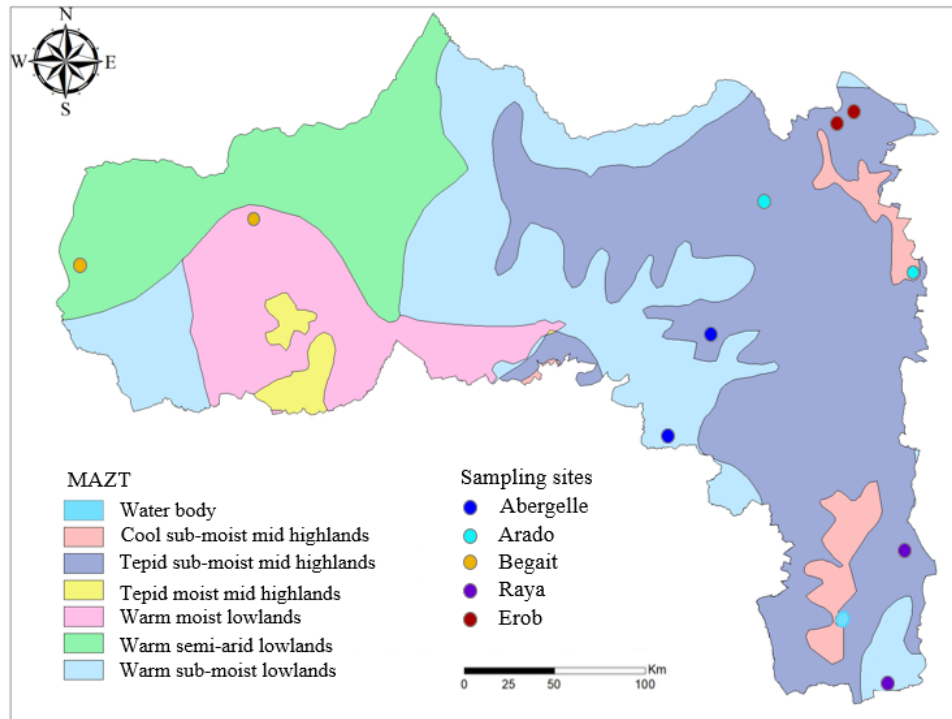 N
W E
S
MAZT
Water body
Cool sub-moist mid highlands
Tepid sub-moist mid highlands
Tepid moist mid highlands
Warm moist lowlands
Warm semi-arid lowlands
Warm sub-moist lowlands
Sampling sites
Abergelle
Arado
Begait
Raya
Erob
Km
0 25 50 100